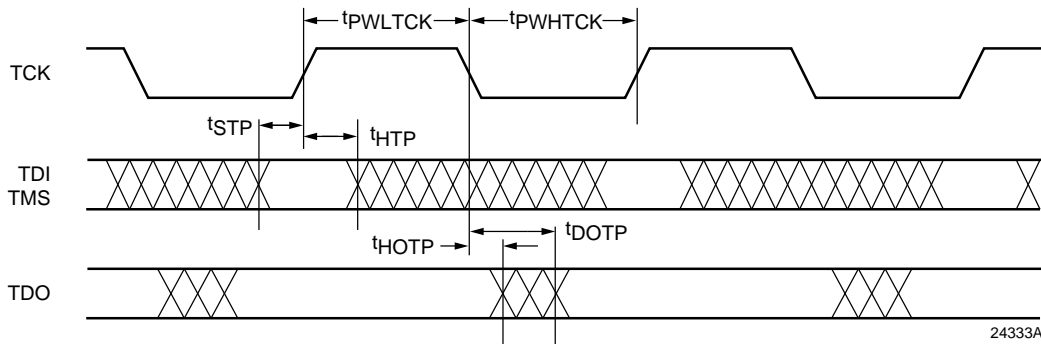 tPWLTCK tPWHTCK
TCK
tSTP tHTP
TDI
TMS
tHOTP tDOTP
TDO
24333A